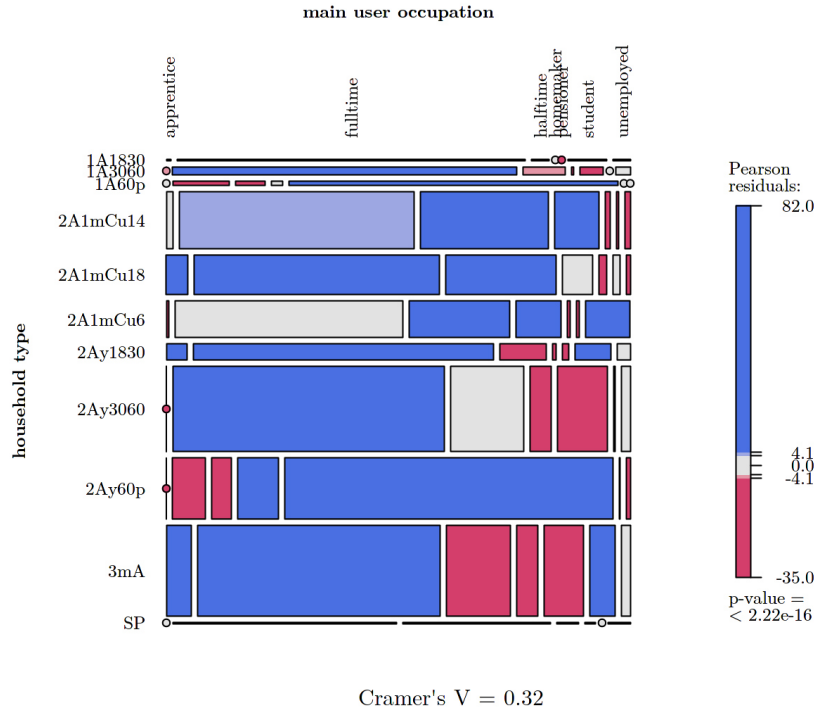 main user occupation
apprentice
fulltime
halftime
homemaker
pensioner
student
unemployed
household type
1A1830
1A3060
1A60p
2A1mCu14
2A1mCu18
2A1mCu6
2Ay1830
2Ay3060
2Ay60p
3mA
SP
Pearson
residuals:
82.0
4.1
0.0
-4.1
-35.0
p-value =
< 2.22e-16
Cramer's V = 0.32